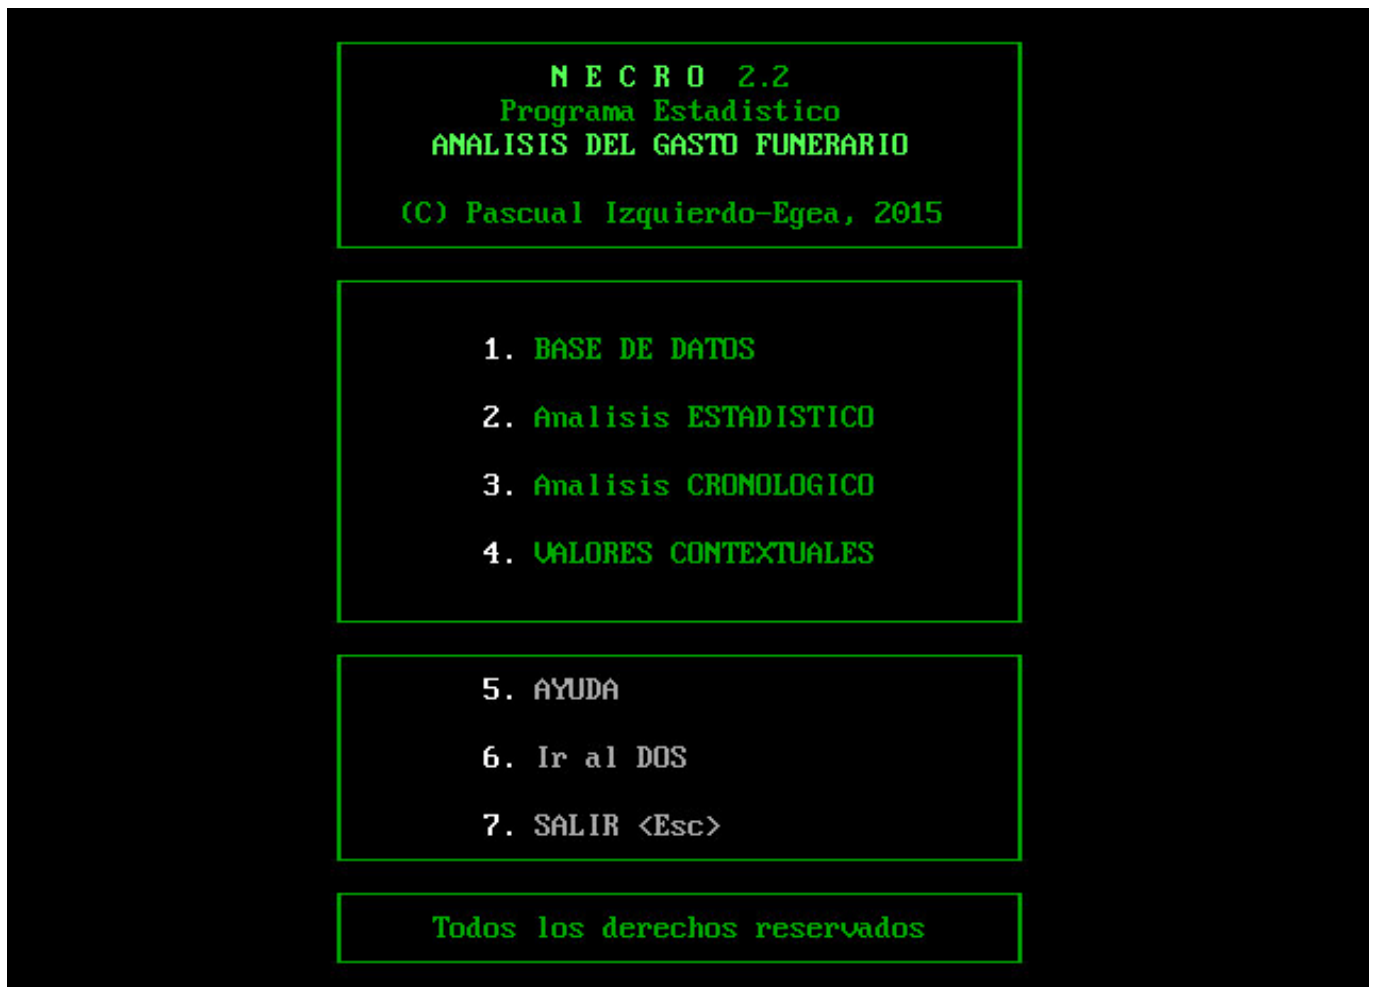 N E C R O 2.2
Programa Estadistico
ANALISIS DEL GASTO FUNERARIO
(C) Pascual Izquierdo-Egea, 2015
1. BASE DE DATOS
2. Analisis ESTADISTICO
3. Analisis CRONOLOGICO
4. VALORES CONTEXTUALES
5. AYUDA
6. Ir al DOS
7. SALIR <Esc>
Todos los derechos reservados